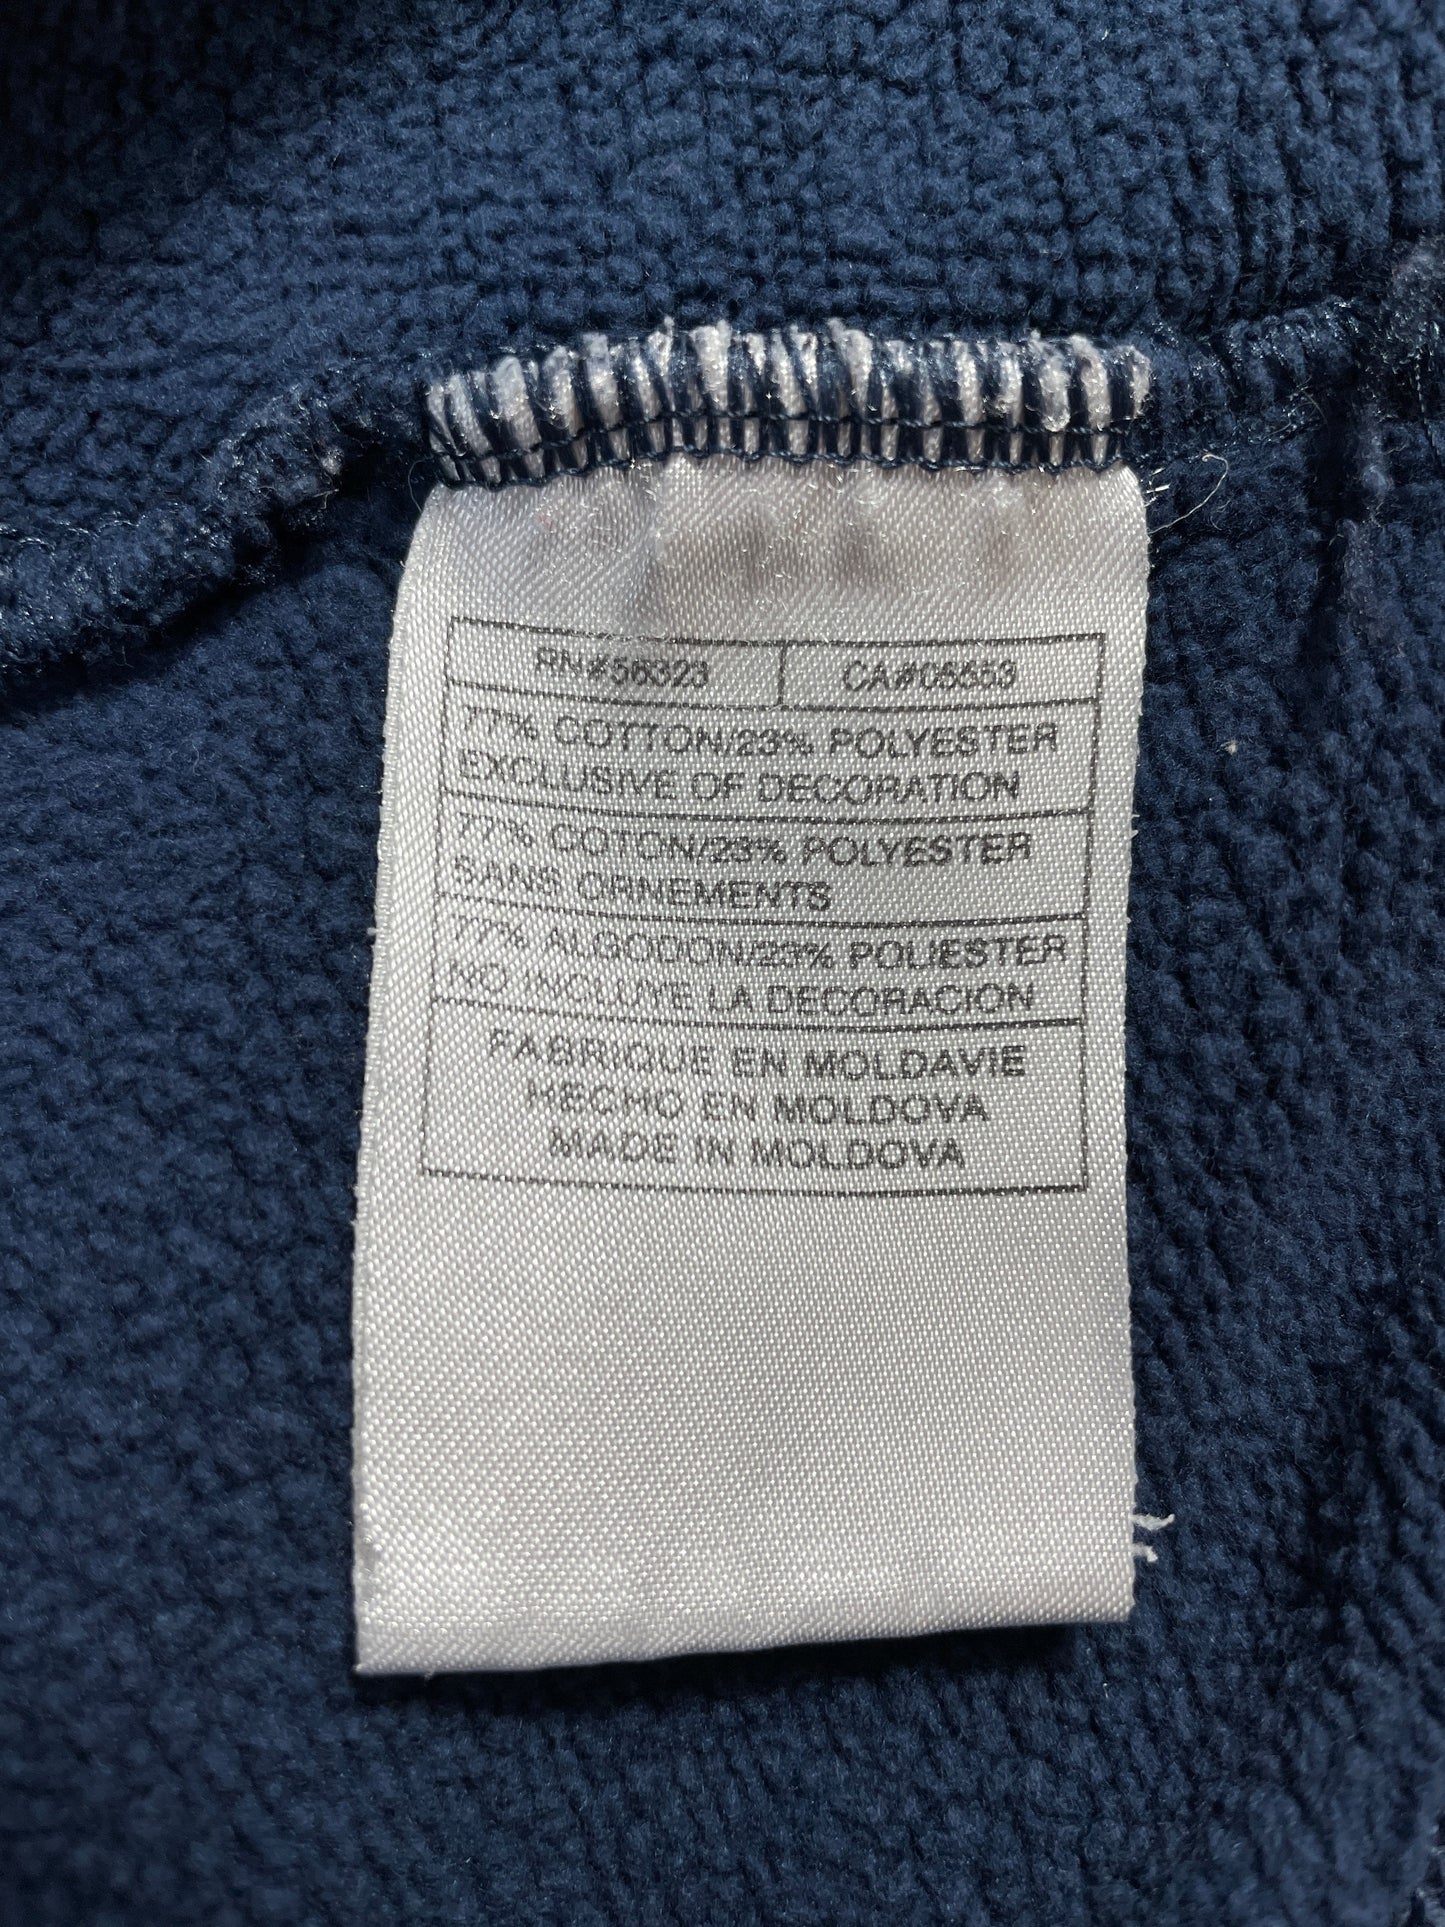 RN#56323 CA#05553
77% COTTON/23% POLYESTER
EXCLUSIVE OF DECORATION
77% COTON/23% POLYESTER
SANS ORNEMENTS
77% ALGODON/23% POLIESTER
NO INCLUYE LA DECORACION
FABRIQUE EN MOLDAVIE
HECHO EN MOLDOVA
MADE IN MOLDOVA